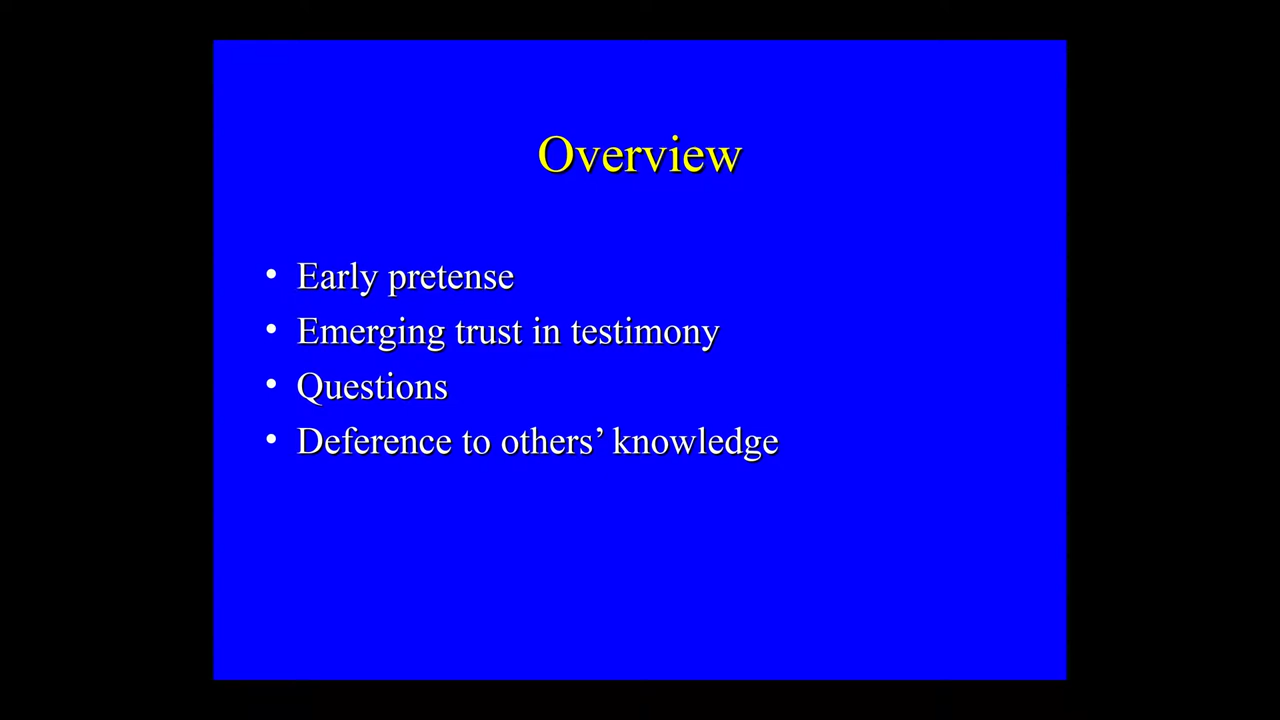 Overview
• Early pretense
• Emerging trust in testimony
• Questions
• Deference to others’ knowledge